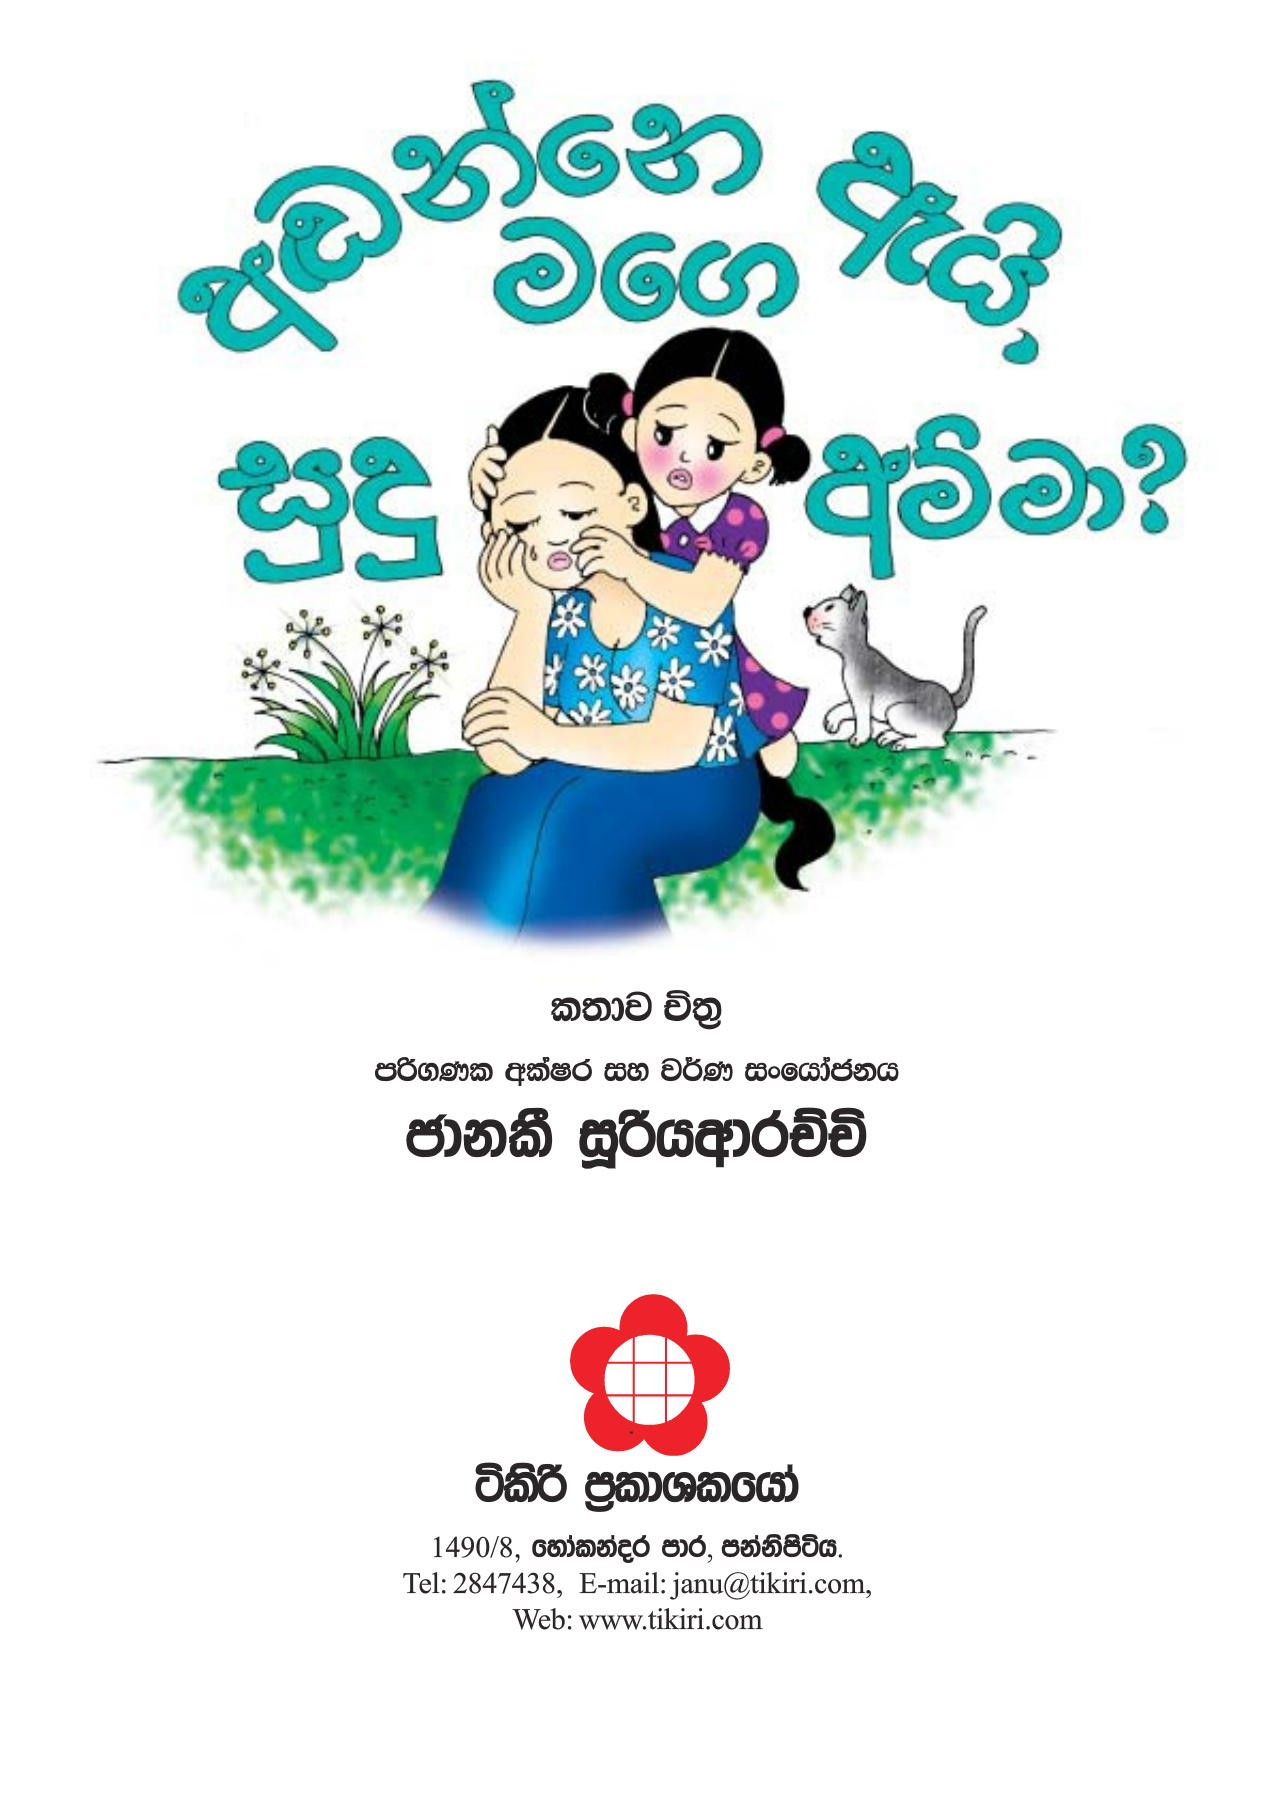 අඬන්නෙ ඇයි,
මගෙ
සුදු අම්මා?
කතාව චිත්‍ර
පරිගණක අක්ෂර සහ වර්ණ සංයෝජනය
ජානකී සූරියආරච්චි
ටිකිරි ප්‍රකාශකයෝ
1490/8, හෝකන්දර පාර, පන්නිපිටිය.
Tel: 2847438, E-mail: janu@tikiri.com,
Web: www.tikiri.com